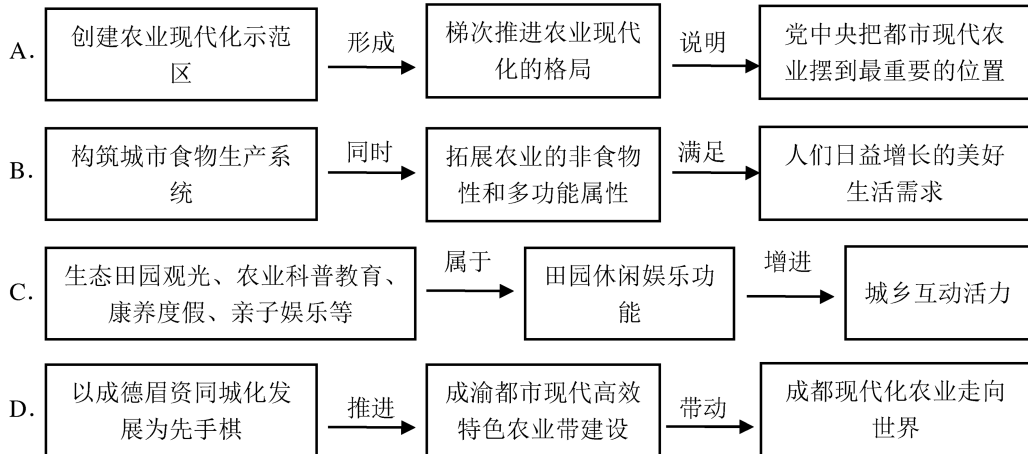 A.
创建农业现代化示范
区
形成
梯次推进农业现代
化的格局
说明
党中央把都市现代农
业摆到最重要的位置
B.
构筑城市食物生产系
统
同时
拓展农业的非食物
性和多功能属性
满足
人们日益增长的美好
生活需求
C.
生态田园观光、农业科普教育、
康养度假、亲子娱乐等
属于
田园休闲娱乐功
能
增进
城乡互动活力
D.
以成德眉资同城化发
展为先手棋
推进
成渝都市现代高效
特色农业带建设
带动
成都现代化农业走向
世界